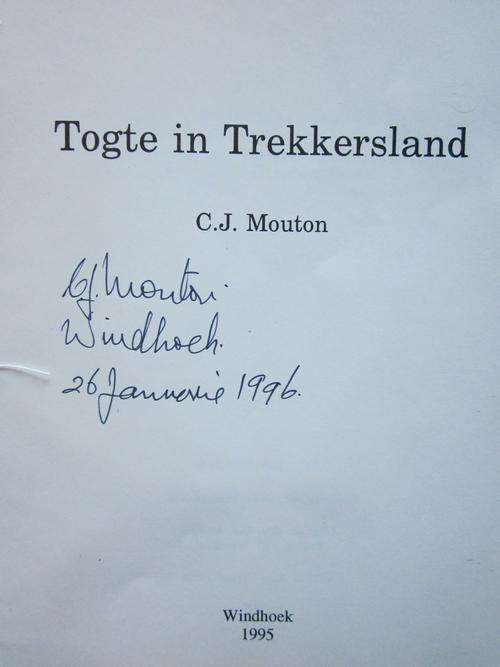 Togte in Trekkersland
C.J. Mouton
CJ. Mouton.
Windhoek.
26 Januarie 1996.
Windhoek
1995